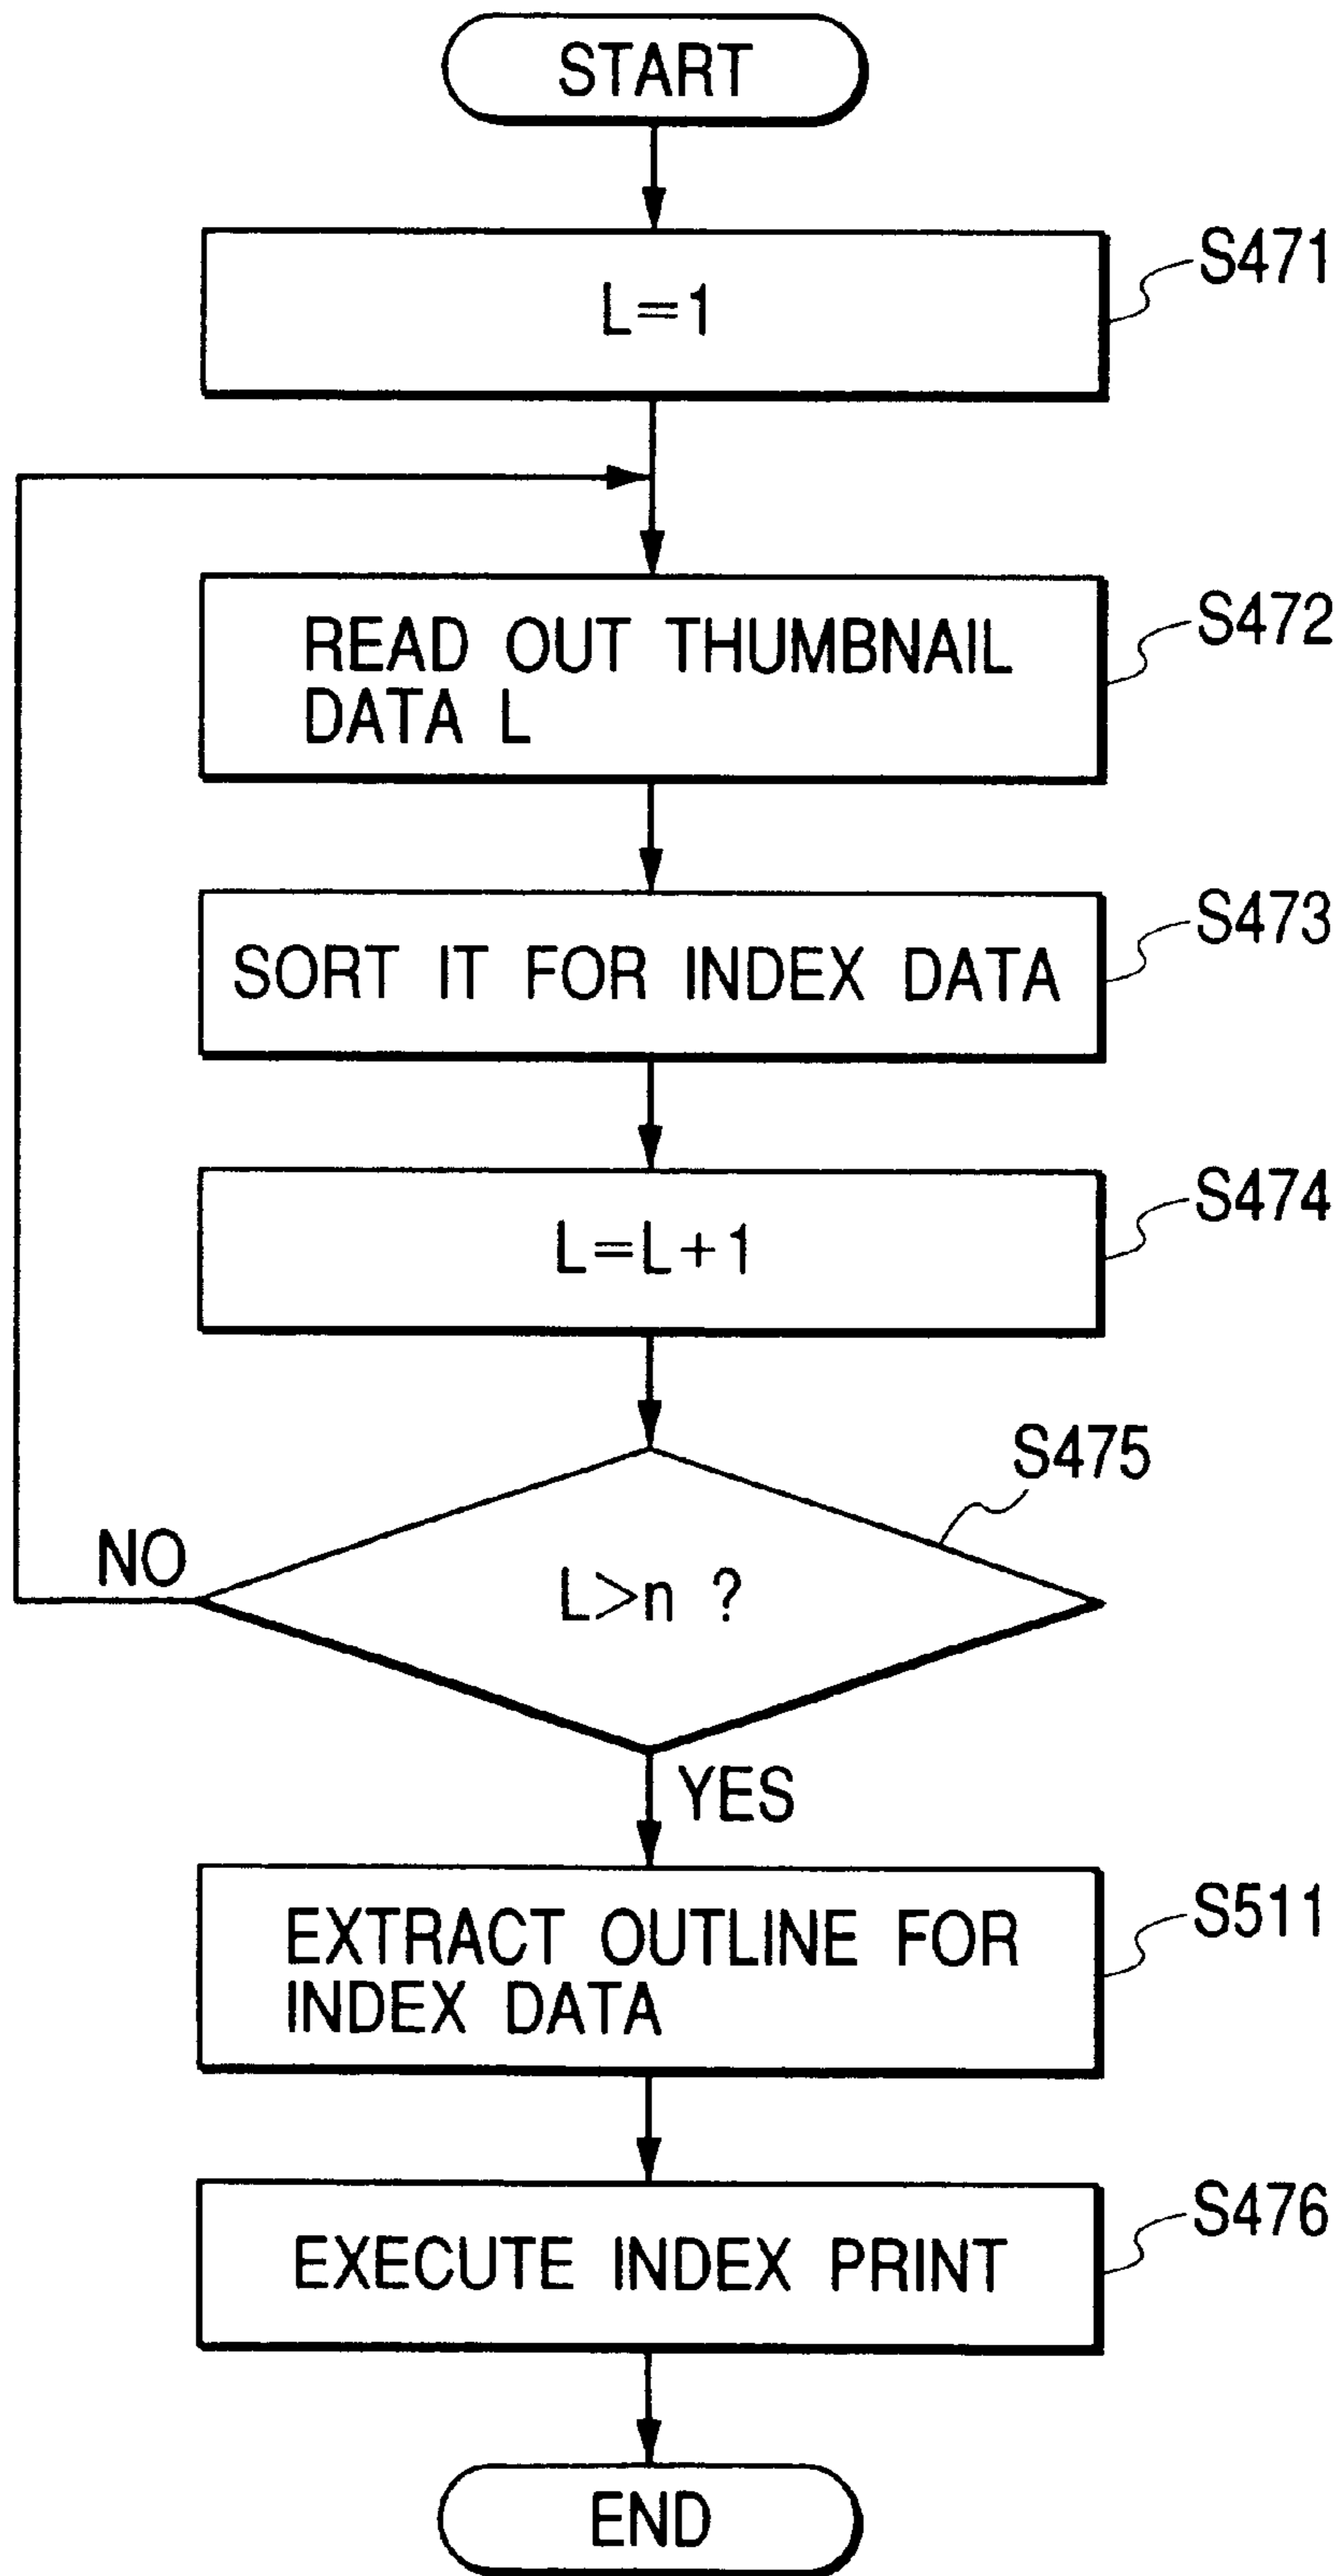 START
L=1
S471
READ OUT THUMBNAIL
DATA L
S472
SORT IT FOR INDEX DATA
S473
L=L+1
S474
L>n ?
S475
NO
YES
EXTRACT OUTLINE FOR
INDEX DATA
S511
EXECUTE INDEX PRINT
S476
END